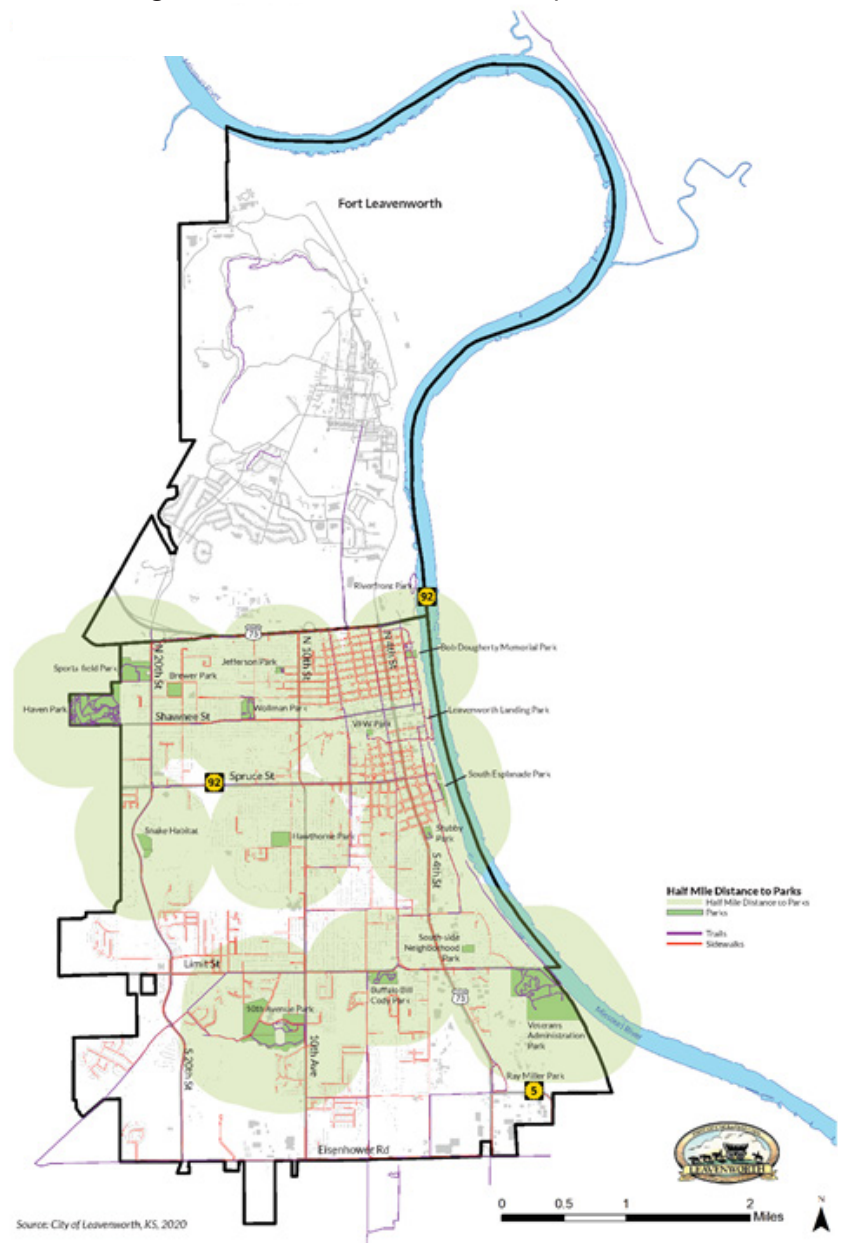 Missouri River
Fort Leavenworth
Riverfront Park
92
73
N 20th St
N 10th St
N 4th St
Bob Dougherty Memorial Park
Sports field Park
Jefferson Park
Brewer Park
Haven Park
Wollman Park
Shawnee St
Leavenworth Landing Park
VFW Park
92
Spruce St
South Esplanade Park
Snake Habitat
Hawthorne Park
Stubby
Park
S 4th St
Half Mile Distance to Parks
Half Mile Distance to Parks
Parks
Trails
Sidewalks
South-side
Neighborhood
Park
Limit St
Buffalo Bill
Cody Park
73
10th Avenue Park
Veterans
Administration
Park
Missouri River
S 20th St
10th Ave
Ray Miller Park
5
Eisenhower Rd
LEAVENWORTH
0 0.5 1 2
Miles
N
Source: City of Leavenworth, KS, 2020